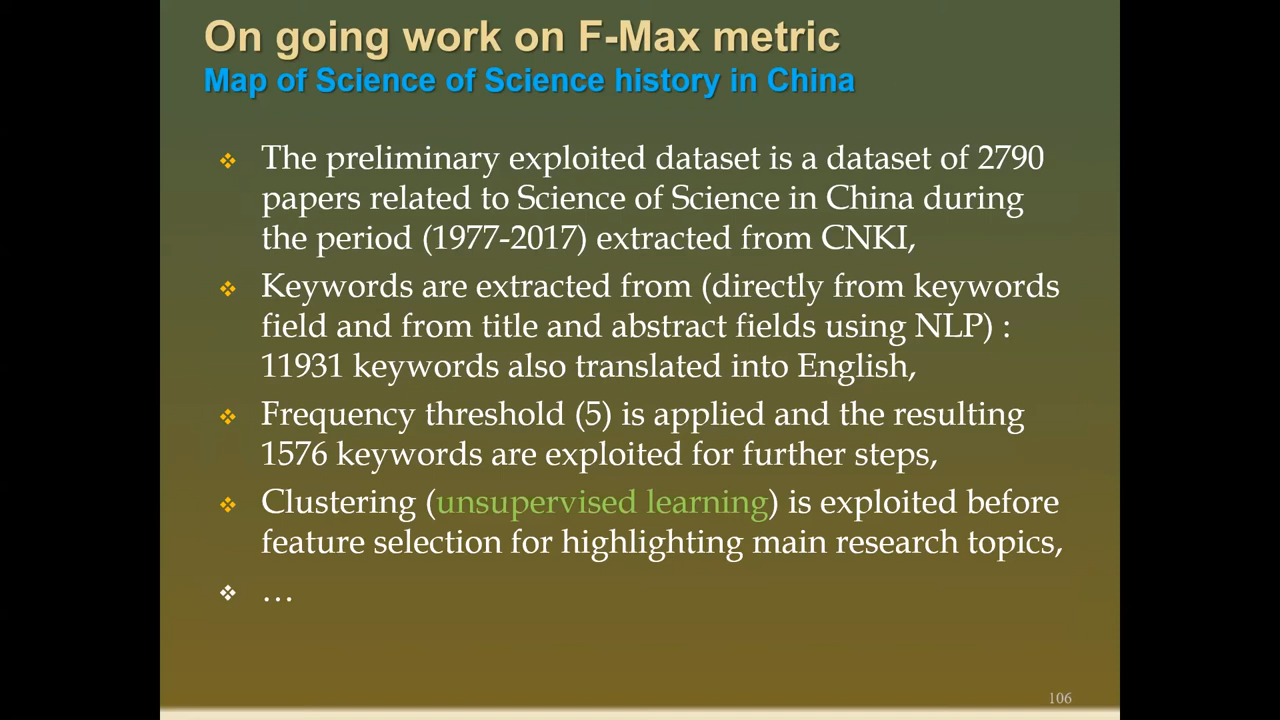 On going work on F-Max metric
Map of Science of Science history in China
❖ The preliminary exploited dataset is a dataset of 2790
papers related to Science of Science in China during
the period (1977-2017) extracted from CNKI,
❖ Keywords are extracted from (directly from keywords
field and from title and abstract fields using NLP) :
11931 keywords also translated into English,
❖ Frequency threshold (5) is applied and the resulting
1576 keywords are exploited for further steps,
❖ Clustering (unsupervised learning) is exploited before
feature selection for highlighting main research topics,
❖ …
106